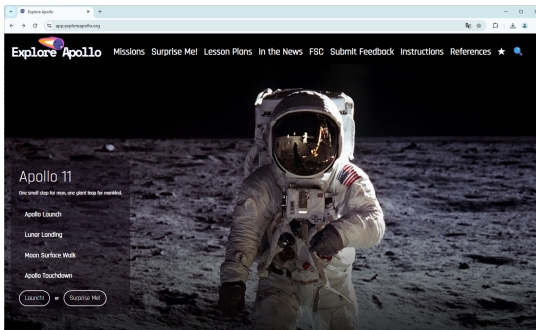 Explore Apollo
app.exploreapollo.org
Explore Apollo Missions Surprise Me! Lesson Plans In the News FSC Submit Feedback Instructions References
Apollo 11
One small step for man, one giant leap for mankind.
Apollo Launch
Lunar Landing
Moon Surface Walk
Apollo Touchdown
Launch! or Surprise Me!